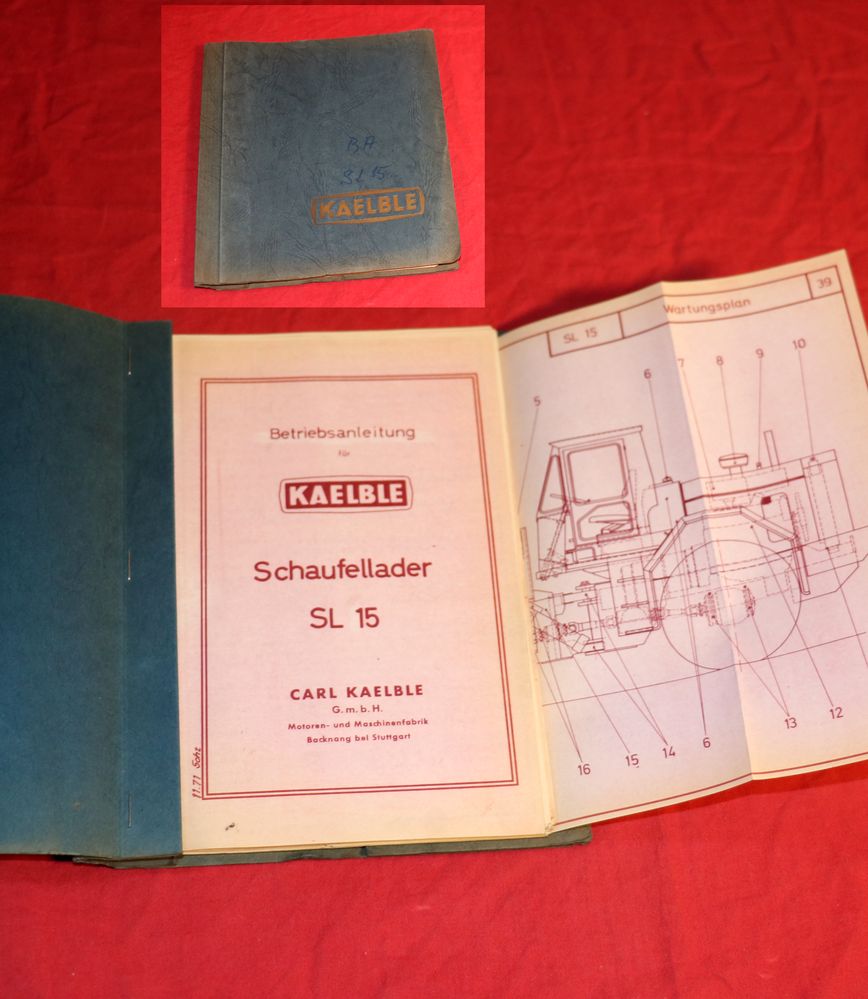 BA
SL 15
KAELBLE
Betriebsanleitung
für
KAELBLE
Schaufellader
SL 15
CARL KAELBLE
G.m.b.H.
Motoren- und Maschinenfabrik
Backnang bei Stuttgart
11.71 Schz
SL 15
Wartungsplan
39
5
6
7
8
9
10
16
15
14
6
13
12